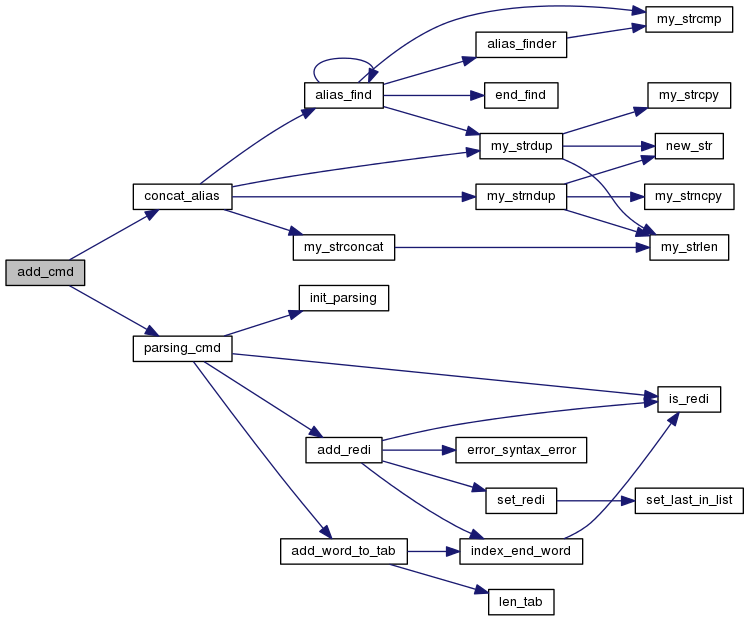 my_strcmp
alias_finder
alias_find
end_find
my_strcpy
my_strdup
new_str
concat_alias
my_strndup
my_strncpy
my_strconcat
my_strlen
add_cmd
init_parsing
parsing_cmd
is_redi
add_redi
error_syntax_error
set_redi
set_last_in_list
add_word_to_tab
index_end_word
len_tab